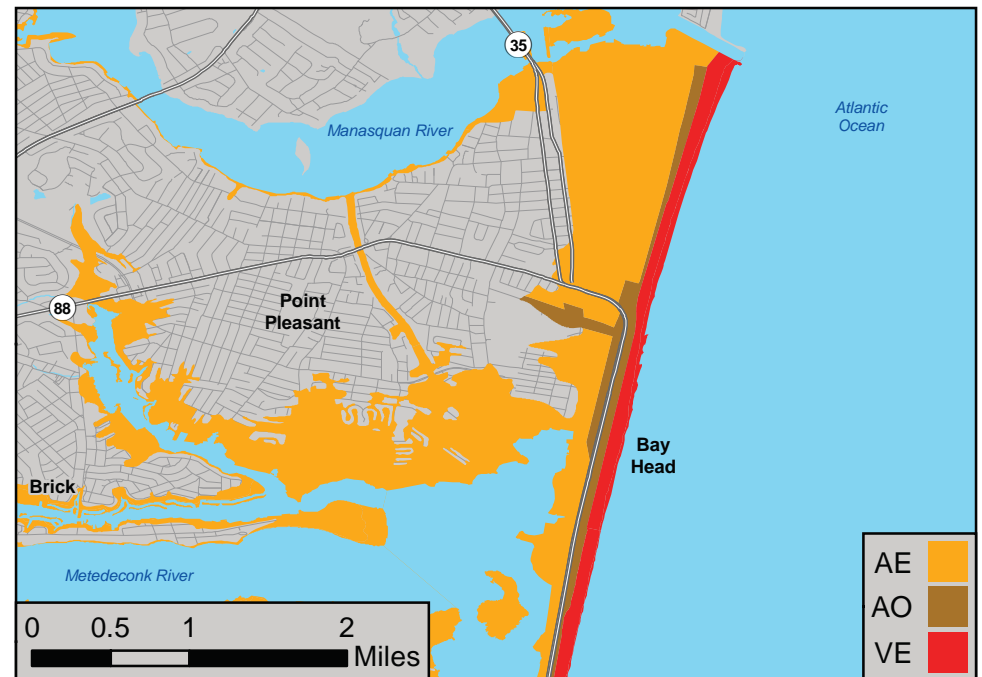 35
Atlantic
Ocean
Manasquan River
88
Point
Pleasant
Bay
Head
Brick
Metedeconk River
AE
AO
VE
0 0.5 1 2
Miles